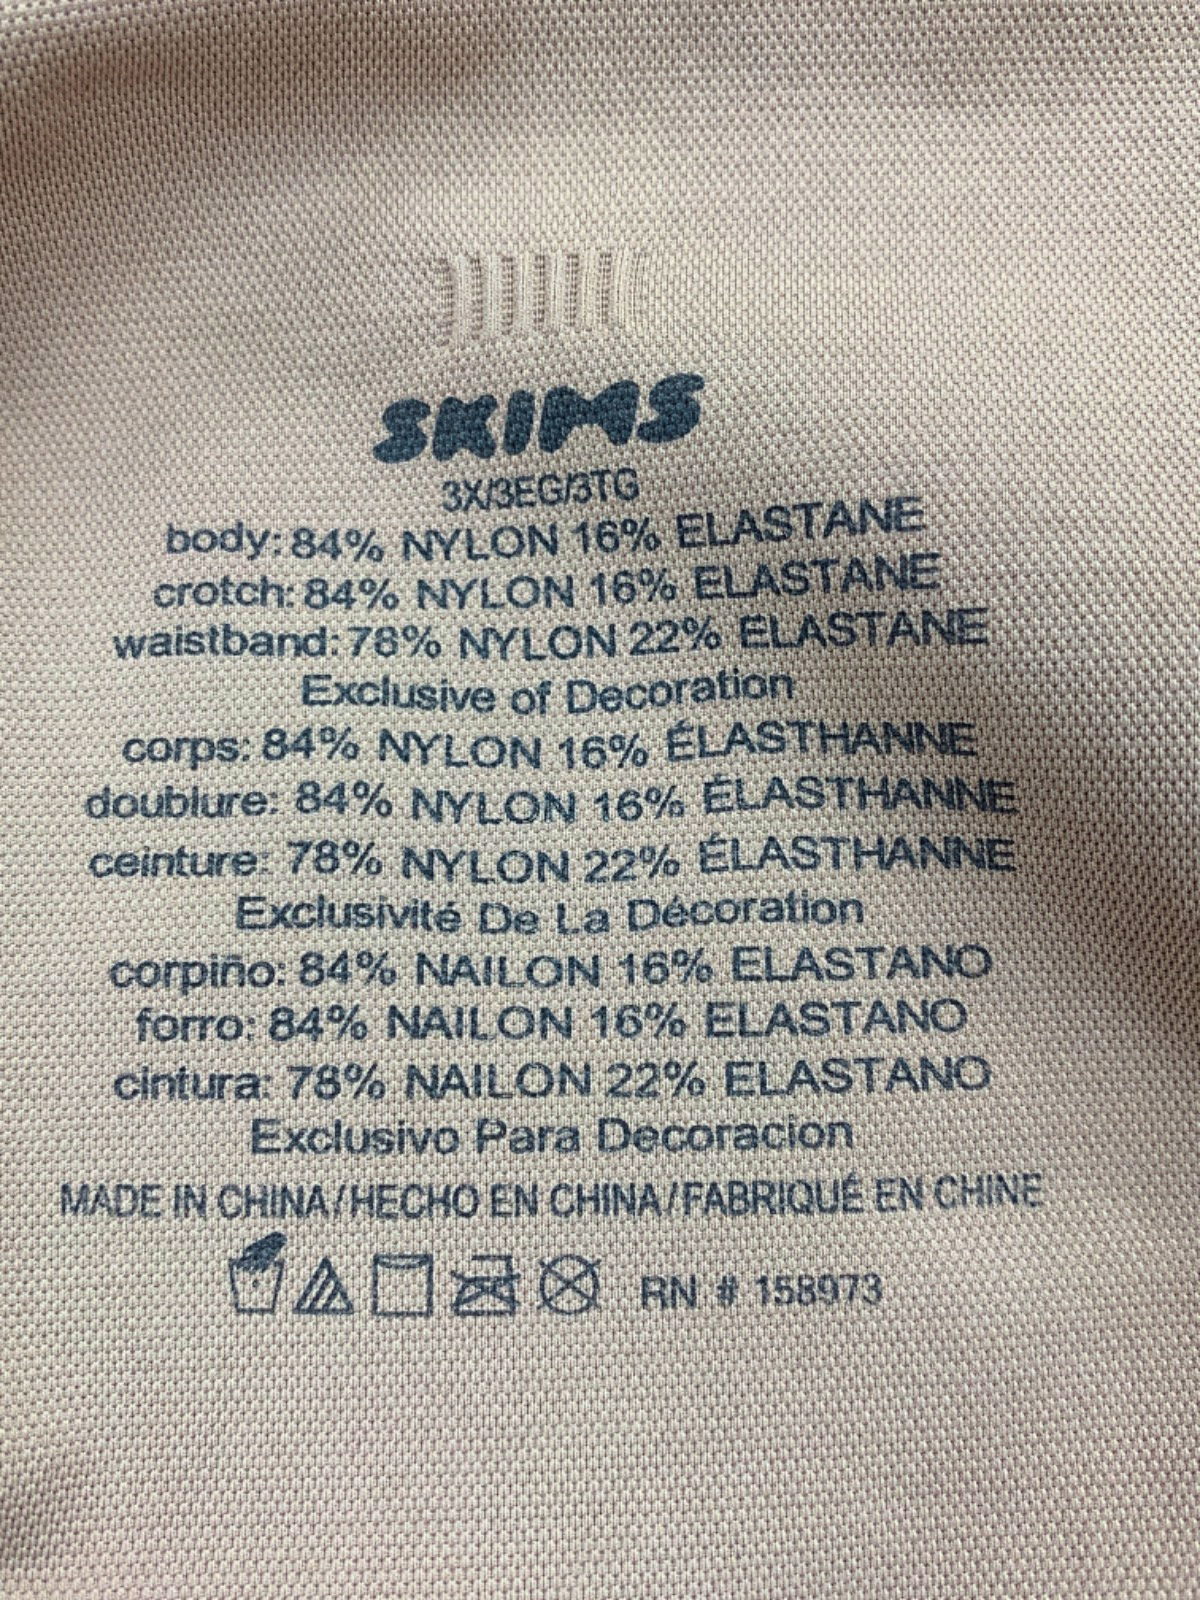 SKIMS
3X/3EG/3TG
body: 84% NYLON 16% ELASTANE
crotch: 84% NYLON 16% ELASTANE
waistband: 78% NYLON 22% ELASTANE
Exclusive of Decoration
corps: 84% NYLON 16% ÉLASTHANNE
doublure: 84% NYLON 16% ÉLASTHANNE
ceinture: 78% NYLON 22% ÉLASTHANNE
Exclusivité De La Décoration
corpiño: 84% NAILON 16% ELASTANO
forro: 84% NAILON 16% ELASTANO
cintura: 78% NAILON 22% ELASTANO
Exclusivo Para Decoracion
MADE IN CHINA/HECHO EN CHINA/FABRIQUÉ EN CHINE
RN # 158973